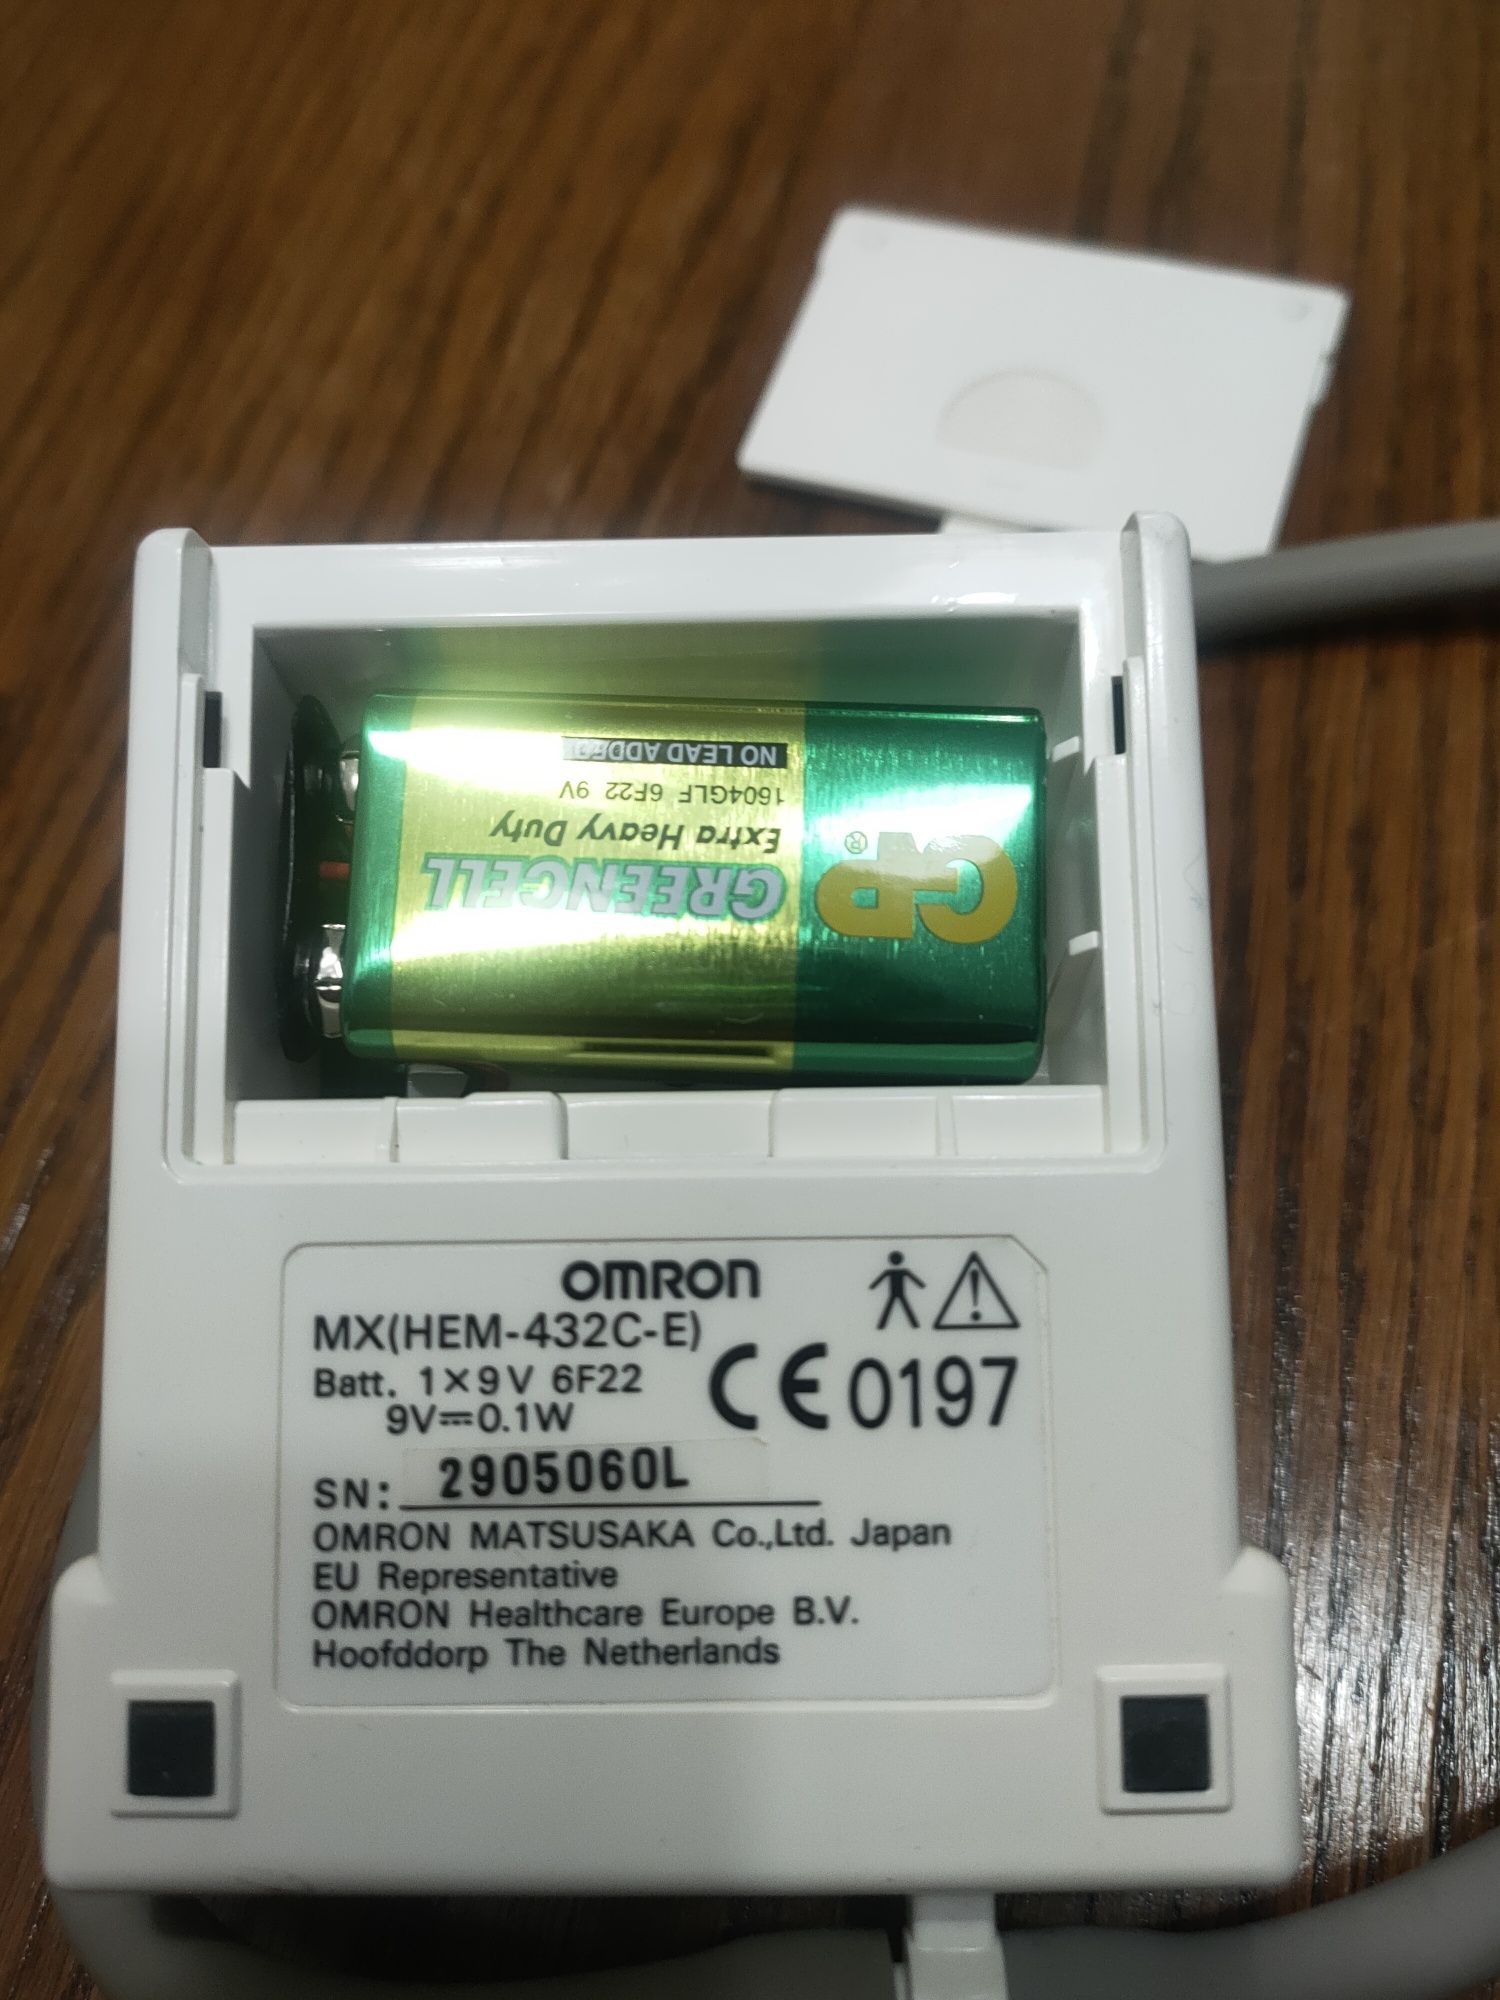 NO LEAD ADDED
1604GLF 6F22 9V
Extra Heavy Duty
GREENCELL
GP®
OMRON
MX(HEM-432C-E)
Batt. 1×9V 6F22
9V⎓0.1W
CE 0197
SN: 2905060L
OMRON MATSUSAKA Co.,Ltd. Japan
EU Representative
OMRON Healthcare Europe B.V.
Hoofddorp The Netherlands